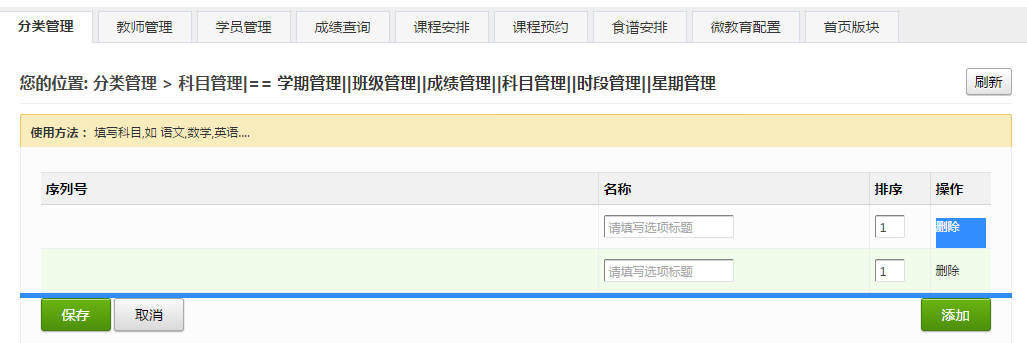 分类管理 教师管理 学员管理 成绩查询 课程安排 课程预约 食谱安排 微教育配置 首页版块
您的位置: 分类管理 > 科目管理|== 学期管理||班级管理||成绩管理||科目管理||时段管理||星期管理 刷新
使用方法： 填写科目,如 语文,数学,英语....
序列号 名称 排序 操作
请填写选项标题 1 删除
请填写选项标题 1 删除
保存 取消 添加